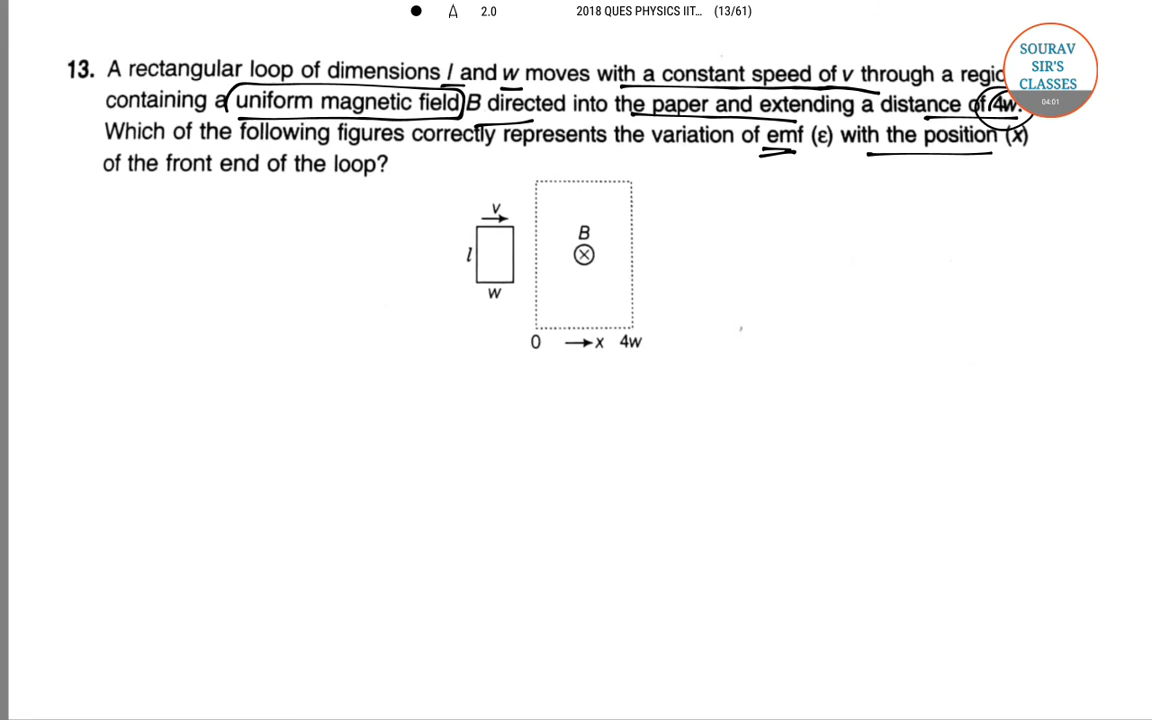 2.0 2018 QUES PHYSICS IIT... (13/61)
SOURAV
SIR'S
CLASSES
04:01
13. A rectangular loop of dimensions l and w moves with a constant speed of v through a regio
containing a uniform magnetic field B directed into the paper and extending a distance of 4w.
Which of the following figures correctly represents the variation of emf (ε) with the position (x)
of the front end of the loop?
v
B
l
w
0 x 4w